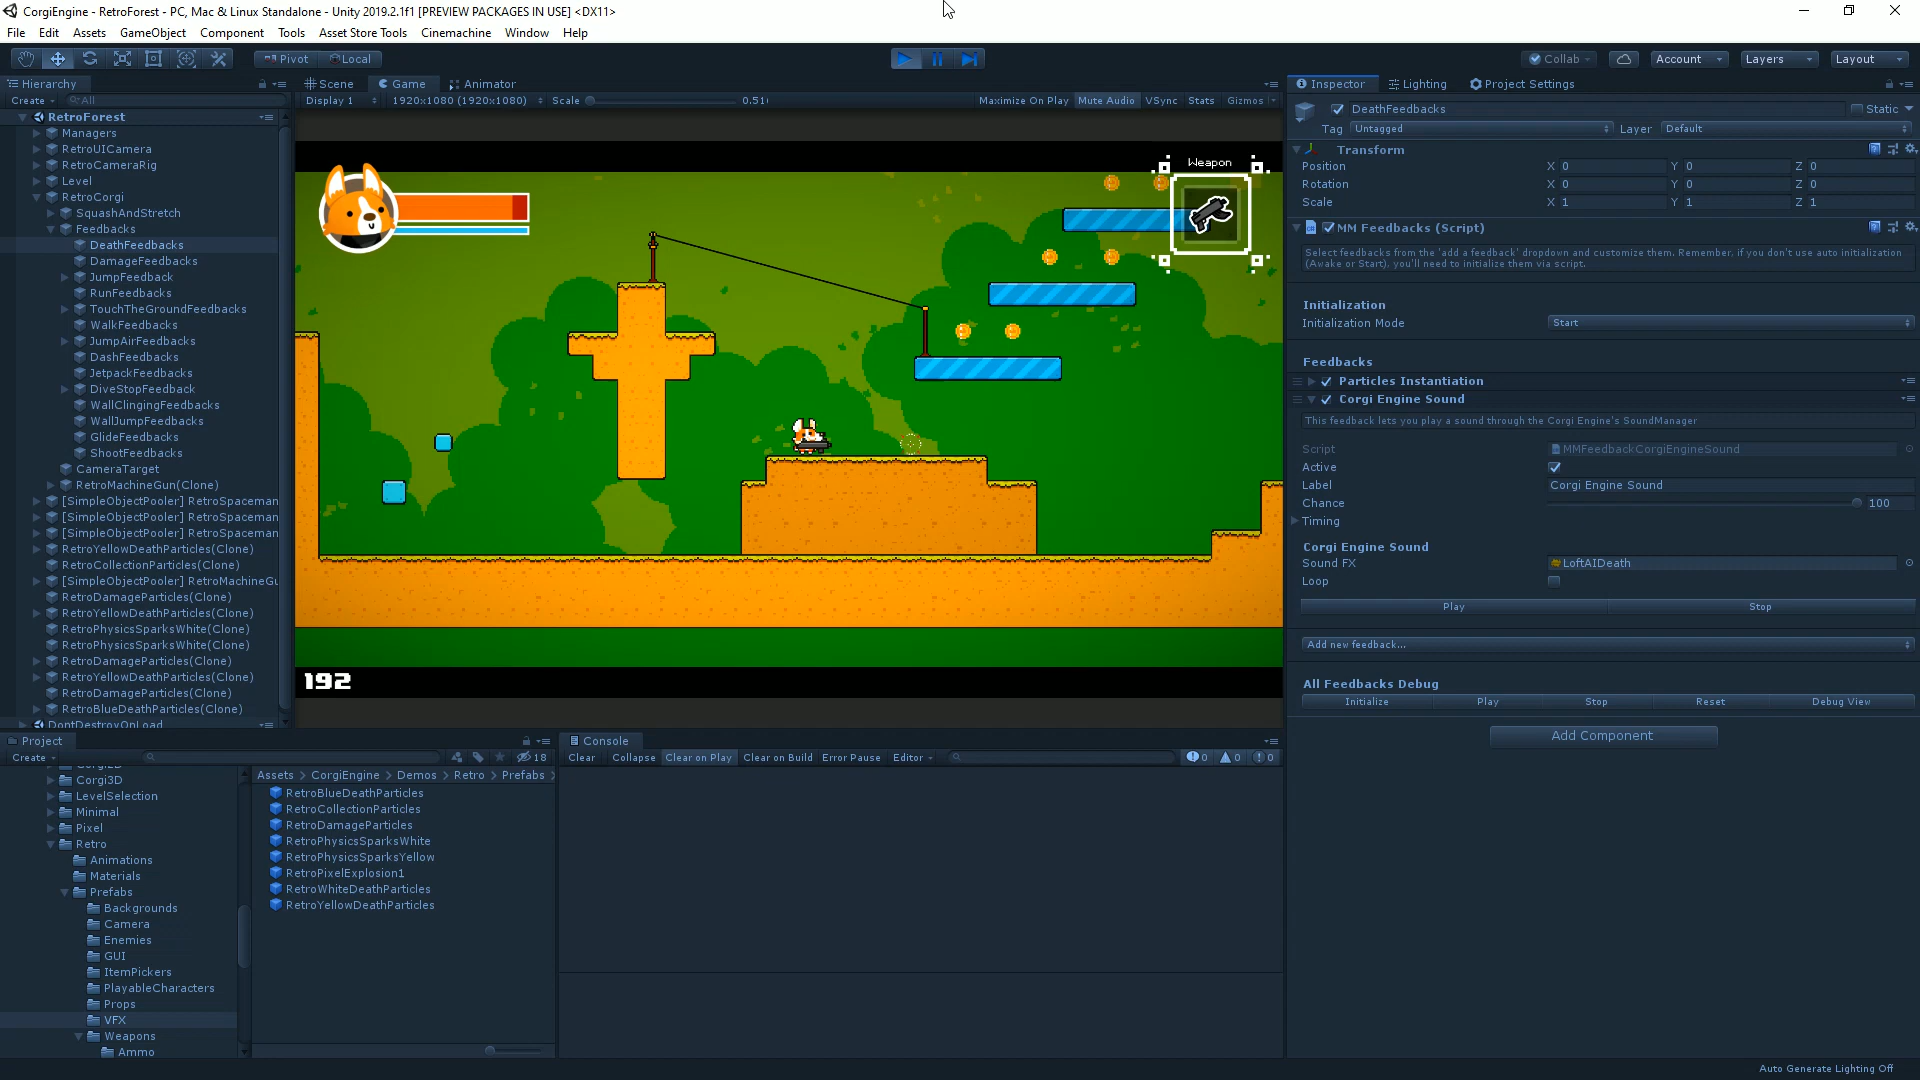 CorgiEngine - RetroForest - PC, Mac & Linux Standalone - Unity 2019.2.1f1 [PREVIEW PACKAGES IN USE] <DX11>
File Edit Assets GameObject Component Tools Asset Store Tools Cinemachine Window Help
Pivot Local Collab Account Layers Layout
Hierarchy
Create All
RetroForest
Managers
RetroUICamera
RetroCameraRig
Level
RetroCorgi
SquashAndStretch
Feedbacks
DeathFeedbacks
DamageFeedbacks
JumpFeedback
RunFeedbacks
TouchTheGroundFeedbacks
WalkFeedbacks
JumpAirFeedbacks
DashFeedbacks
JetpackFeedbacks
DiveStopFeedback
WallClingingFeedbacks
WallJumpFeedbacks
GlideFeedbacks
ShootFeedbacks
CameraTarget
RetroMachineGun(Clone)
[SimpleObjectPooler] RetroSpaceman
[SimpleObjectPooler] RetroSpaceman
[SimpleObjectPooler] RetroSpaceman
RetroYellowDeathParticles(Clone)
RetroCollectionParticles(Clone)
[SimpleObjectPooler] RetroMachineGu
RetroDamageParticles(Clone)
RetroYellowDeathParticles(Clone)
RetroPhysicsSparksWhite(Clone)
RetroPhysicsSparksWhite(Clone)
RetroDamageParticles(Clone)
RetroYellowDeathParticles(Clone)
RetroDamageParticles(Clone)
RetroBlueDeathParticles(Clone)
DontDestroyOnLoad
Scene Game Animator
Display 1 1920x1080 (1920x1080) Scale 0.51 Maximize On Play Mute Audio VSync Stats Gizmos
Weapon
192
Inspector Lighting Project Settings
DeathFeedbacks Static
Tag Untagged Layer Default
Transform
Position X 0 Y 0 Z 0
Rotation X 0 Y 0 Z 0
Scale X 1 Y 1 Z 1
MM Feedbacks (Script)
Select feedbacks from the 'add a feedback' dropdown and customize them. Remember, if you don't use auto initialization
(Awake or Start), you'll need to initialize them via script.
Initialization
Initialization Mode Start
Feedbacks
Particles Instantiation
Corgi Engine Sound
This feedback lets you play a sound through the Corgi Engine's SoundManager
Script MMFeedbackCorgiEngineSound
Active
Label Corgi Engine Sound
Chance 100
Timing
Corgi Engine Sound
Sound FX LoftAIDeath
Loop
Play Stop
Add new feedback...
All Feedbacks Debug
Initialize Play Stop Reset Debug View
Add Component
Project
Create 18
Corgi3D
LevelSelection
Minimal
Pixel
Retro
Animations
Materials
Prefabs
Backgrounds
Camera
Enemies
GUI
ItemPickers
PlayableCharacters
Props
VFX
Weapons
Ammo
Assets > CorgiEngine > Demos > Retro > Prefabs >
RetroBlueDeathParticles
RetroCollectionParticles
RetroDamageParticles
RetroPhysicsSparksWhite
RetroPhysicsSparksYellow
RetroPixelExplosion1
RetroWhiteDeathParticles
RetroYellowDeathParticles
Console
Clear Collapse Clear on Play Clear on Build Error Pause Editor 0 0 0
Auto Generate Lighting Off